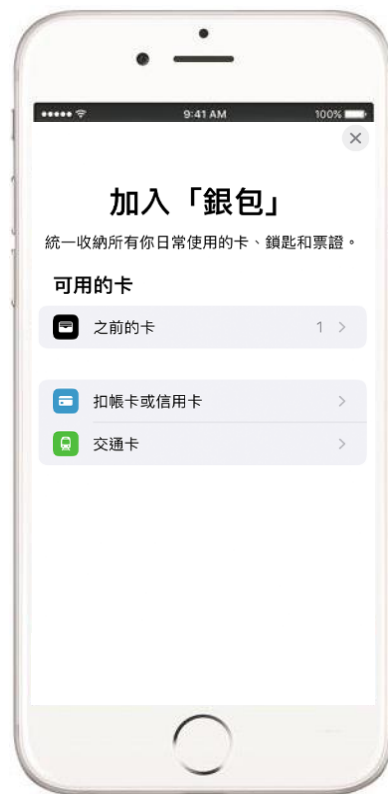 9:41 AM
100%
加入「銀包」
統一收納所有你日常使用的卡、鎖匙和票證。
可用的卡
之前的卡 1
扣帳卡或信用卡
交通卡